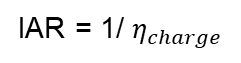 IAR = 1/ η_charge